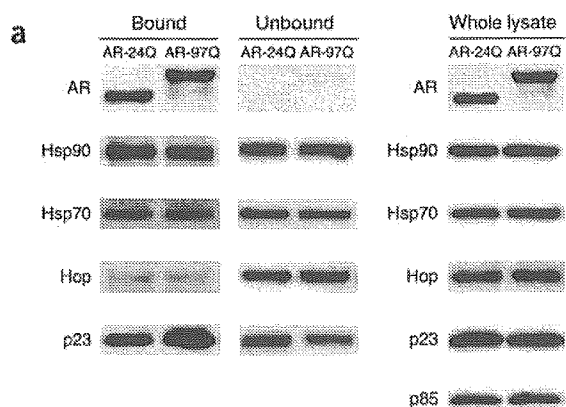 a
Bound Unbound Whole lysate
AR-24Q AR-97Q AR-24Q AR-97Q AR-24Q AR-97Q
AR AR
Hsp90 Hsp90
Hsp70 Hsp70
Hop Hop
p23 p23
p85